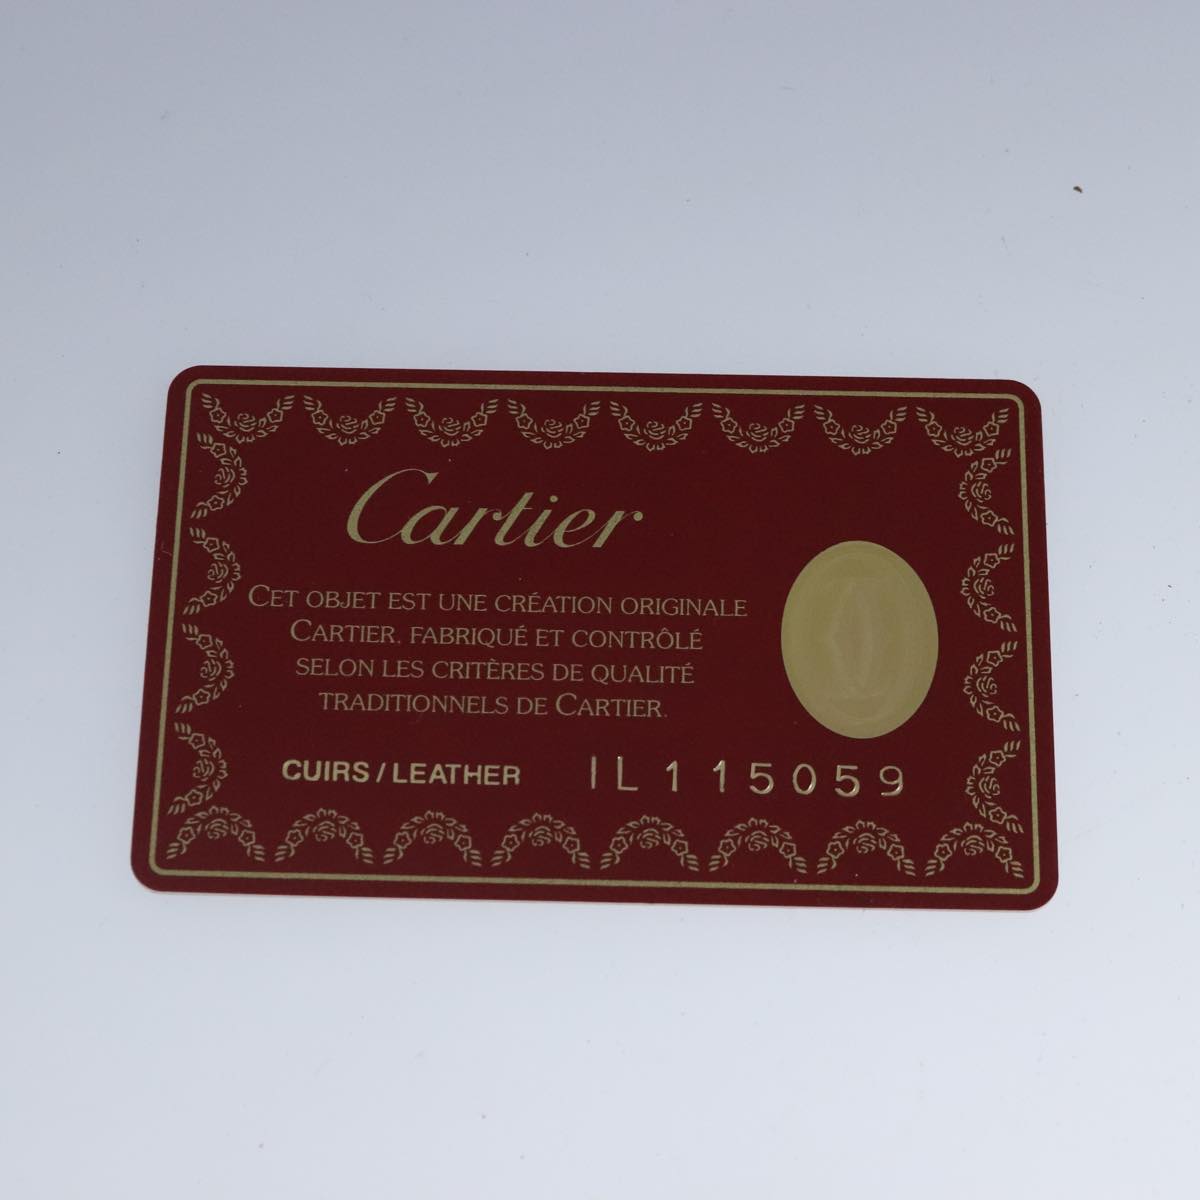 Cartier
CET OBJET EST UNE CRÉATION ORIGINALE
CARTIER, FABRIQUÉ ET CONTRÔLÉ
SELON LES CRITÈRES DE QUALITÉ
TRADITIONNELS DE CARTIER.
CUIRS / LEATHER IL115059